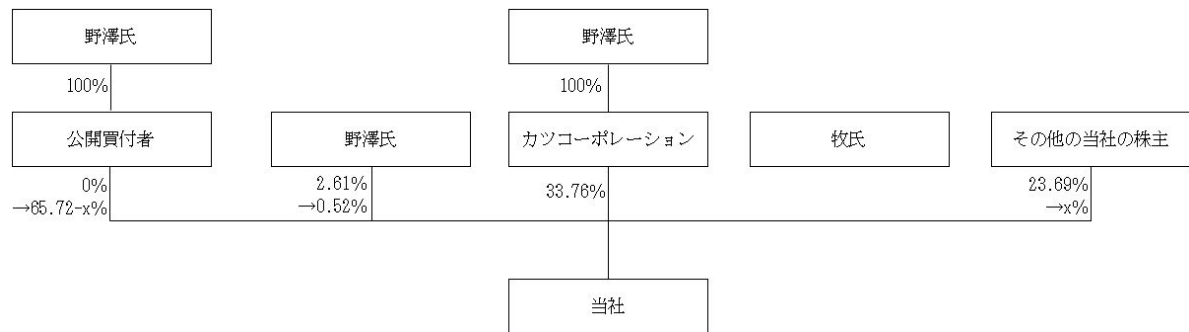 野澤氏
野澤氏
100%
100%
公開買付者
野澤氏
カツコーポレーション
牧氏
その他の当社の株主
0%
→65.72-x%
2.61%
→0.52%
33.76%
23.69%
→x%
当社